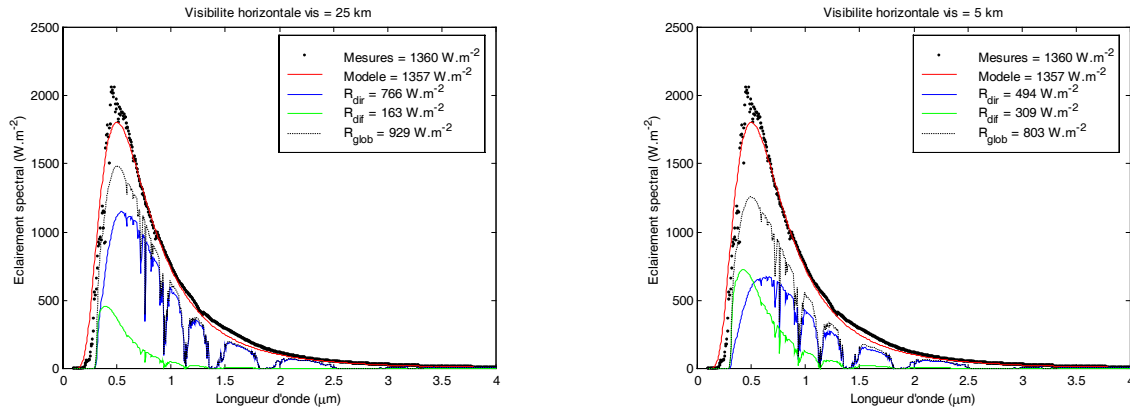 Visibilite horizontale vis = 25 km
Eclairement spectral (W.m-2)
2500
2000
1500
1000
500
0
Mesures = 1360 W.m-2
Modele = 1357 W.m-2
Rdir = 766 W.m-2
Rdif = 163 W.m-2
Rglob = 929 W.m-2
0 0.5 1 1.5 2 2.5 3 3.5 4
Longueur d'onde (μm)
Visibilite horizontale vis = 5 km
Eclairement spectral (W.m-2)
2500
2000
1500
1000
500
0
Mesures = 1360 W.m-2
Modele = 1357 W.m-2
Rdir = 494 W.m-2
Rdif = 309 W.m-2
Rglob = 803 W.m-2
0 0.5 1 1.5 2 2.5 3 3.5 4
Longueur d'onde (μm)